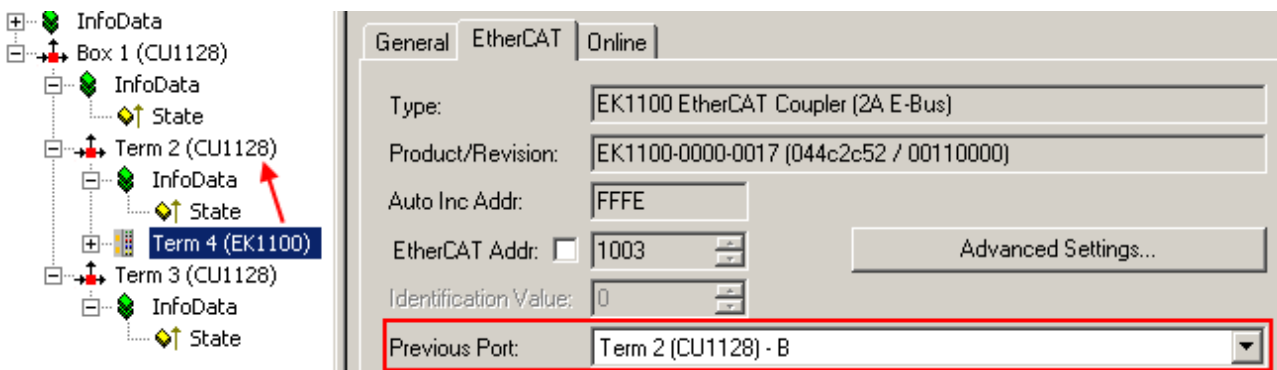 InfoData
Box 1 (CU1128)
InfoData
State
Term 2 (CU1128)
InfoData
State
Term 4 (EK1100)
Term 3 (CU1128)
InfoData
State
General EtherCAT Online
Type: EK1100 EtherCAT Coupler (2A E-Bus)
Product/Revision: EK1100-0000-0017 (044c2c52 / 00110000)
Auto Inc Addr: FFFE
EtherCAT Addr: 1003 Advanced Settings...
Identification Value: 0
Previous Port: Term 2 (CU1128) - B